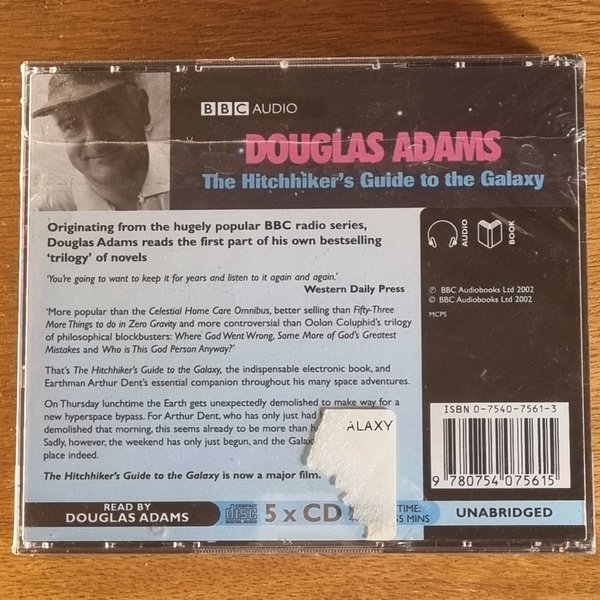 BBC AUDIO
DOUGLAS ADAMS
The Hitchhiker's Guide to the Galaxy
Originating from the hugely popular BBC radio series,
Douglas Adams reads the first part of his own bestselling
'trilogy' of novels
'You're going to want to keep it for years and listen to it again and again.'
Western Daily Press
'More popular than the Celestial Home Care Omnibus, better selling than Fifty-Three
More Things to do in Zero Gravity and more controversial than Oolon Coluphid's trilogy
of philosophical blockbusters: Where God Went Wrong, Some More of God's Greatest
Mistakes and Who is This God Person Anyway?'
That's The Hitchhiker's Guide to the Galaxy, the indispensable electronic book, and
Earthman Arthur Dent's essential companion throughout his many space adventures.
On Thursday lunchtime the Earth gets unexpectedly demolished to make way for a
new hyperspace bypass. For Arthur Dent, who has only just had
demolished that morning, this seems already to be more than
Sadly, however, the weekend has only just begun, and the
place indeed.
The Hitchhiker's Guide to the Galaxy is now a major film.
ALAXY
AUDIO
BOOK
℗ BBC Audiobooks Ltd 2002
© BBC Audiobooks Ltd 2002
MCPS
ISBN 0-7540-7561-3
9 780754 075615
READ BY
DOUGLAS ADAMS
COMPACT
disc
DIGITAL AUDIO
5 x CD
TIME:
MINS
UNABRIDGED